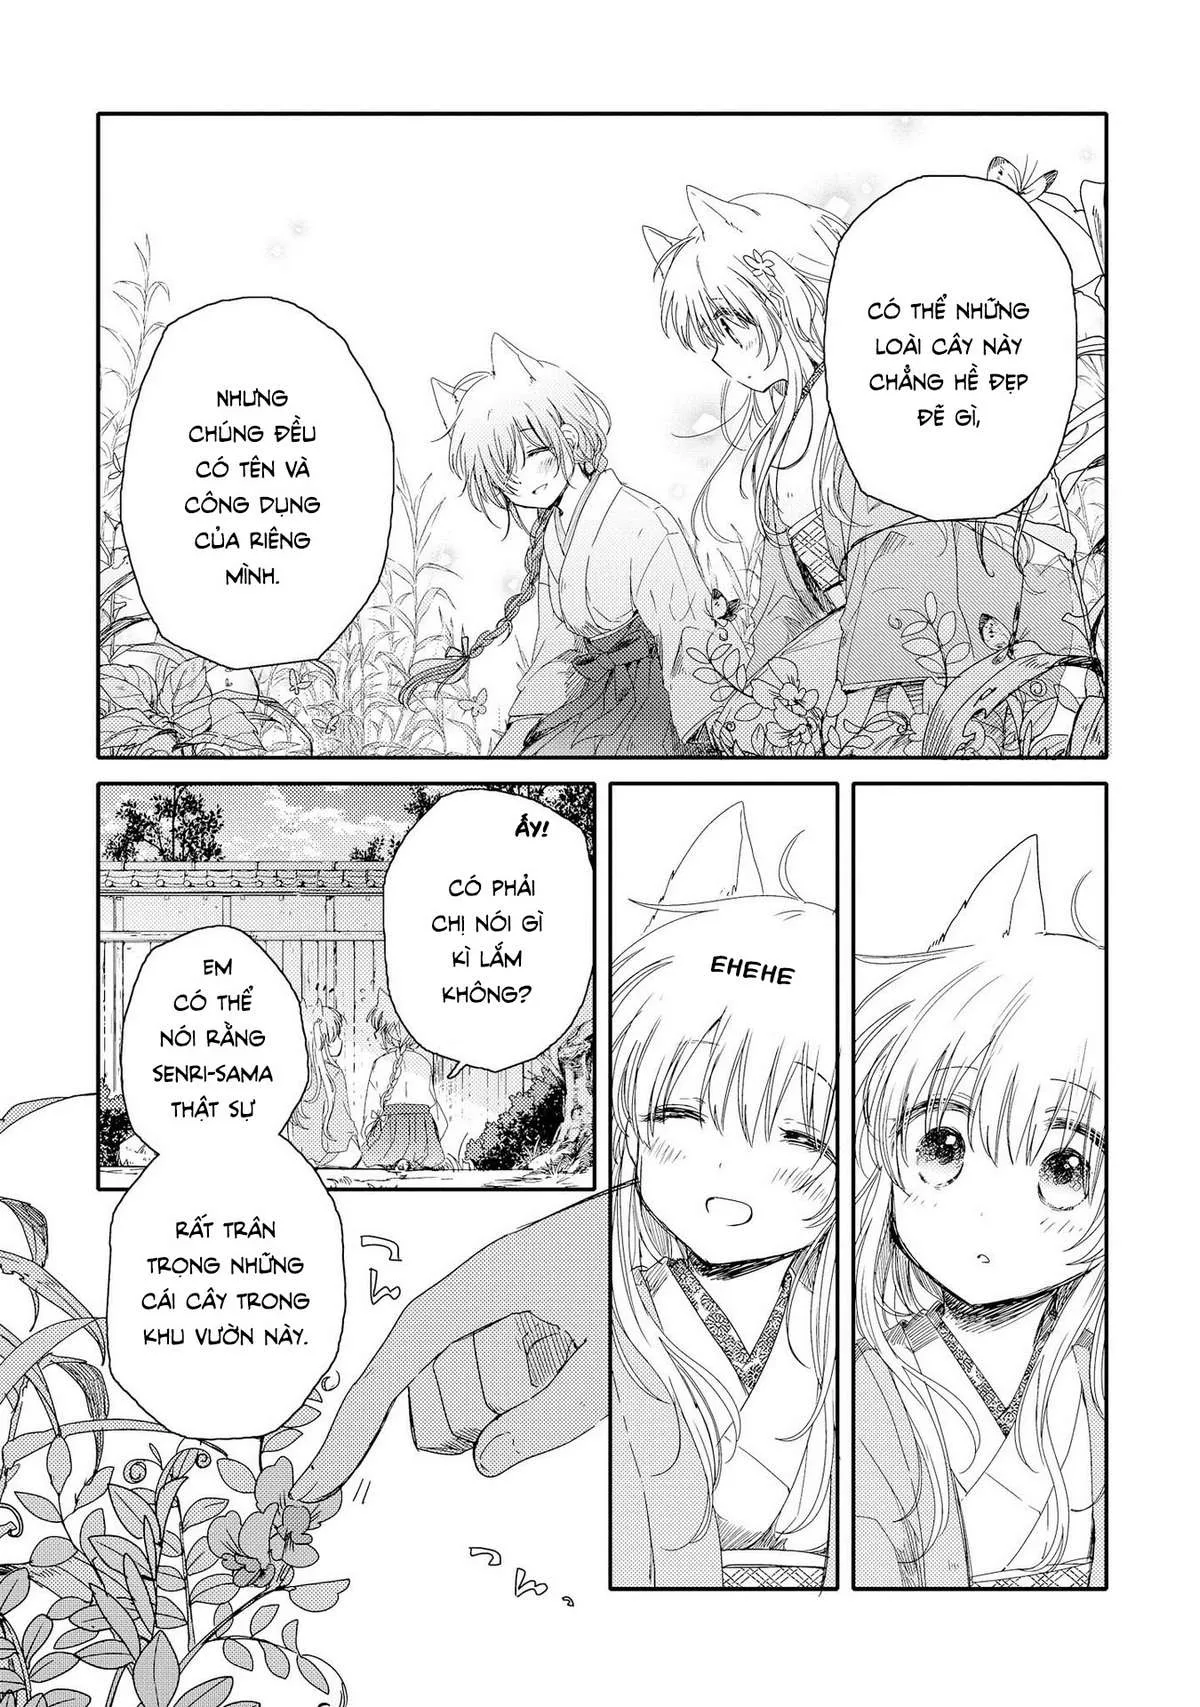 CÓ THỂ NHỮNG
LOÀI CÂY NÀY
CHẲNG HỀ ĐẸP
ĐẼ GÌ,
NHƯNG
CHÚNG ĐỀU
CÓ TÊN VÀ
CÔNG DỤNG
CỦA RIÊNG
MÌNH.
ẤY!
CÓ PHẢI
CHỊ NÓI GÌ
KÌ LẮM
KHÔNG?
EHEHE
EM
CÓ THỂ
NÓI RẰNG
SENRI-SAMA
THẬT SỰ
RẤT TRÂN
TRỌNG NHỮNG
CÁI CÂY TRONG
KHU VƯỜN NÀY.